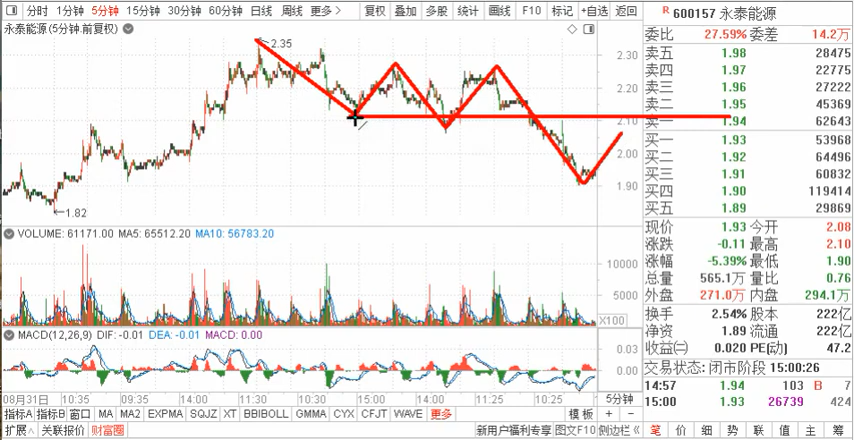 分时 1分钟 5分钟 15分钟 30分钟 60分钟 日线 周线 更多 > 复权 叠加 多股 统计 画线 F10 标记 +自选 返回
R 600157 永泰能源
永泰能源(5分钟.前复权)
委比 27.59% 委差 14.2万
2.35
2.30
2.20
2.10
2.00
1.90
1.82
卖五 1.98 28475
卖四 1.97 22775
卖三 1.96 27222
卖二 1.95 45369
卖一 1.94 62643
买一 1.93 53968
买二 1.92 64496
买三 1.91 60832
买四 1.90 119414
买五 1.89 29869
现价 1.93 今开 2.08
涨跌 -0.11 最高 2.10
涨幅 -5.39% 最低 1.90
总量 565.1万 量比 0.76
外盘 271.0万 内盘 294.1万
换手 2.54% 股本 222亿
净资 1.89 流通 222亿
收益㈡ 0.020 PE(动) 47.2
交易状态: 闭市阶段 15:00:26
14:57 1.94 103 B 7
15:00 1.93 26739 424
VOLUME: 61171.00 MA5: 65512.20 MA10: 56783.20
10000
5000
X100
MACD(12,26,9) DIF: -0.01 DEA: -0.01 MACD: 0.00
0.03
0.00
08月31日 10:35 09:35 14:00 13:00 11:30 10:30 15:00 14:00 11:25 10:25 5分钟
指标A 指标B 窗口 MA MA2 EXPMA SQJZ XT BBIBOLL GMMA CYX CFJT WAVE 更多 模板 + -
扩展∧ 关联报价 财富圈 新用户福利专享 图文F10 侧边栏《 笔 价 细 势 联 值 主 筹